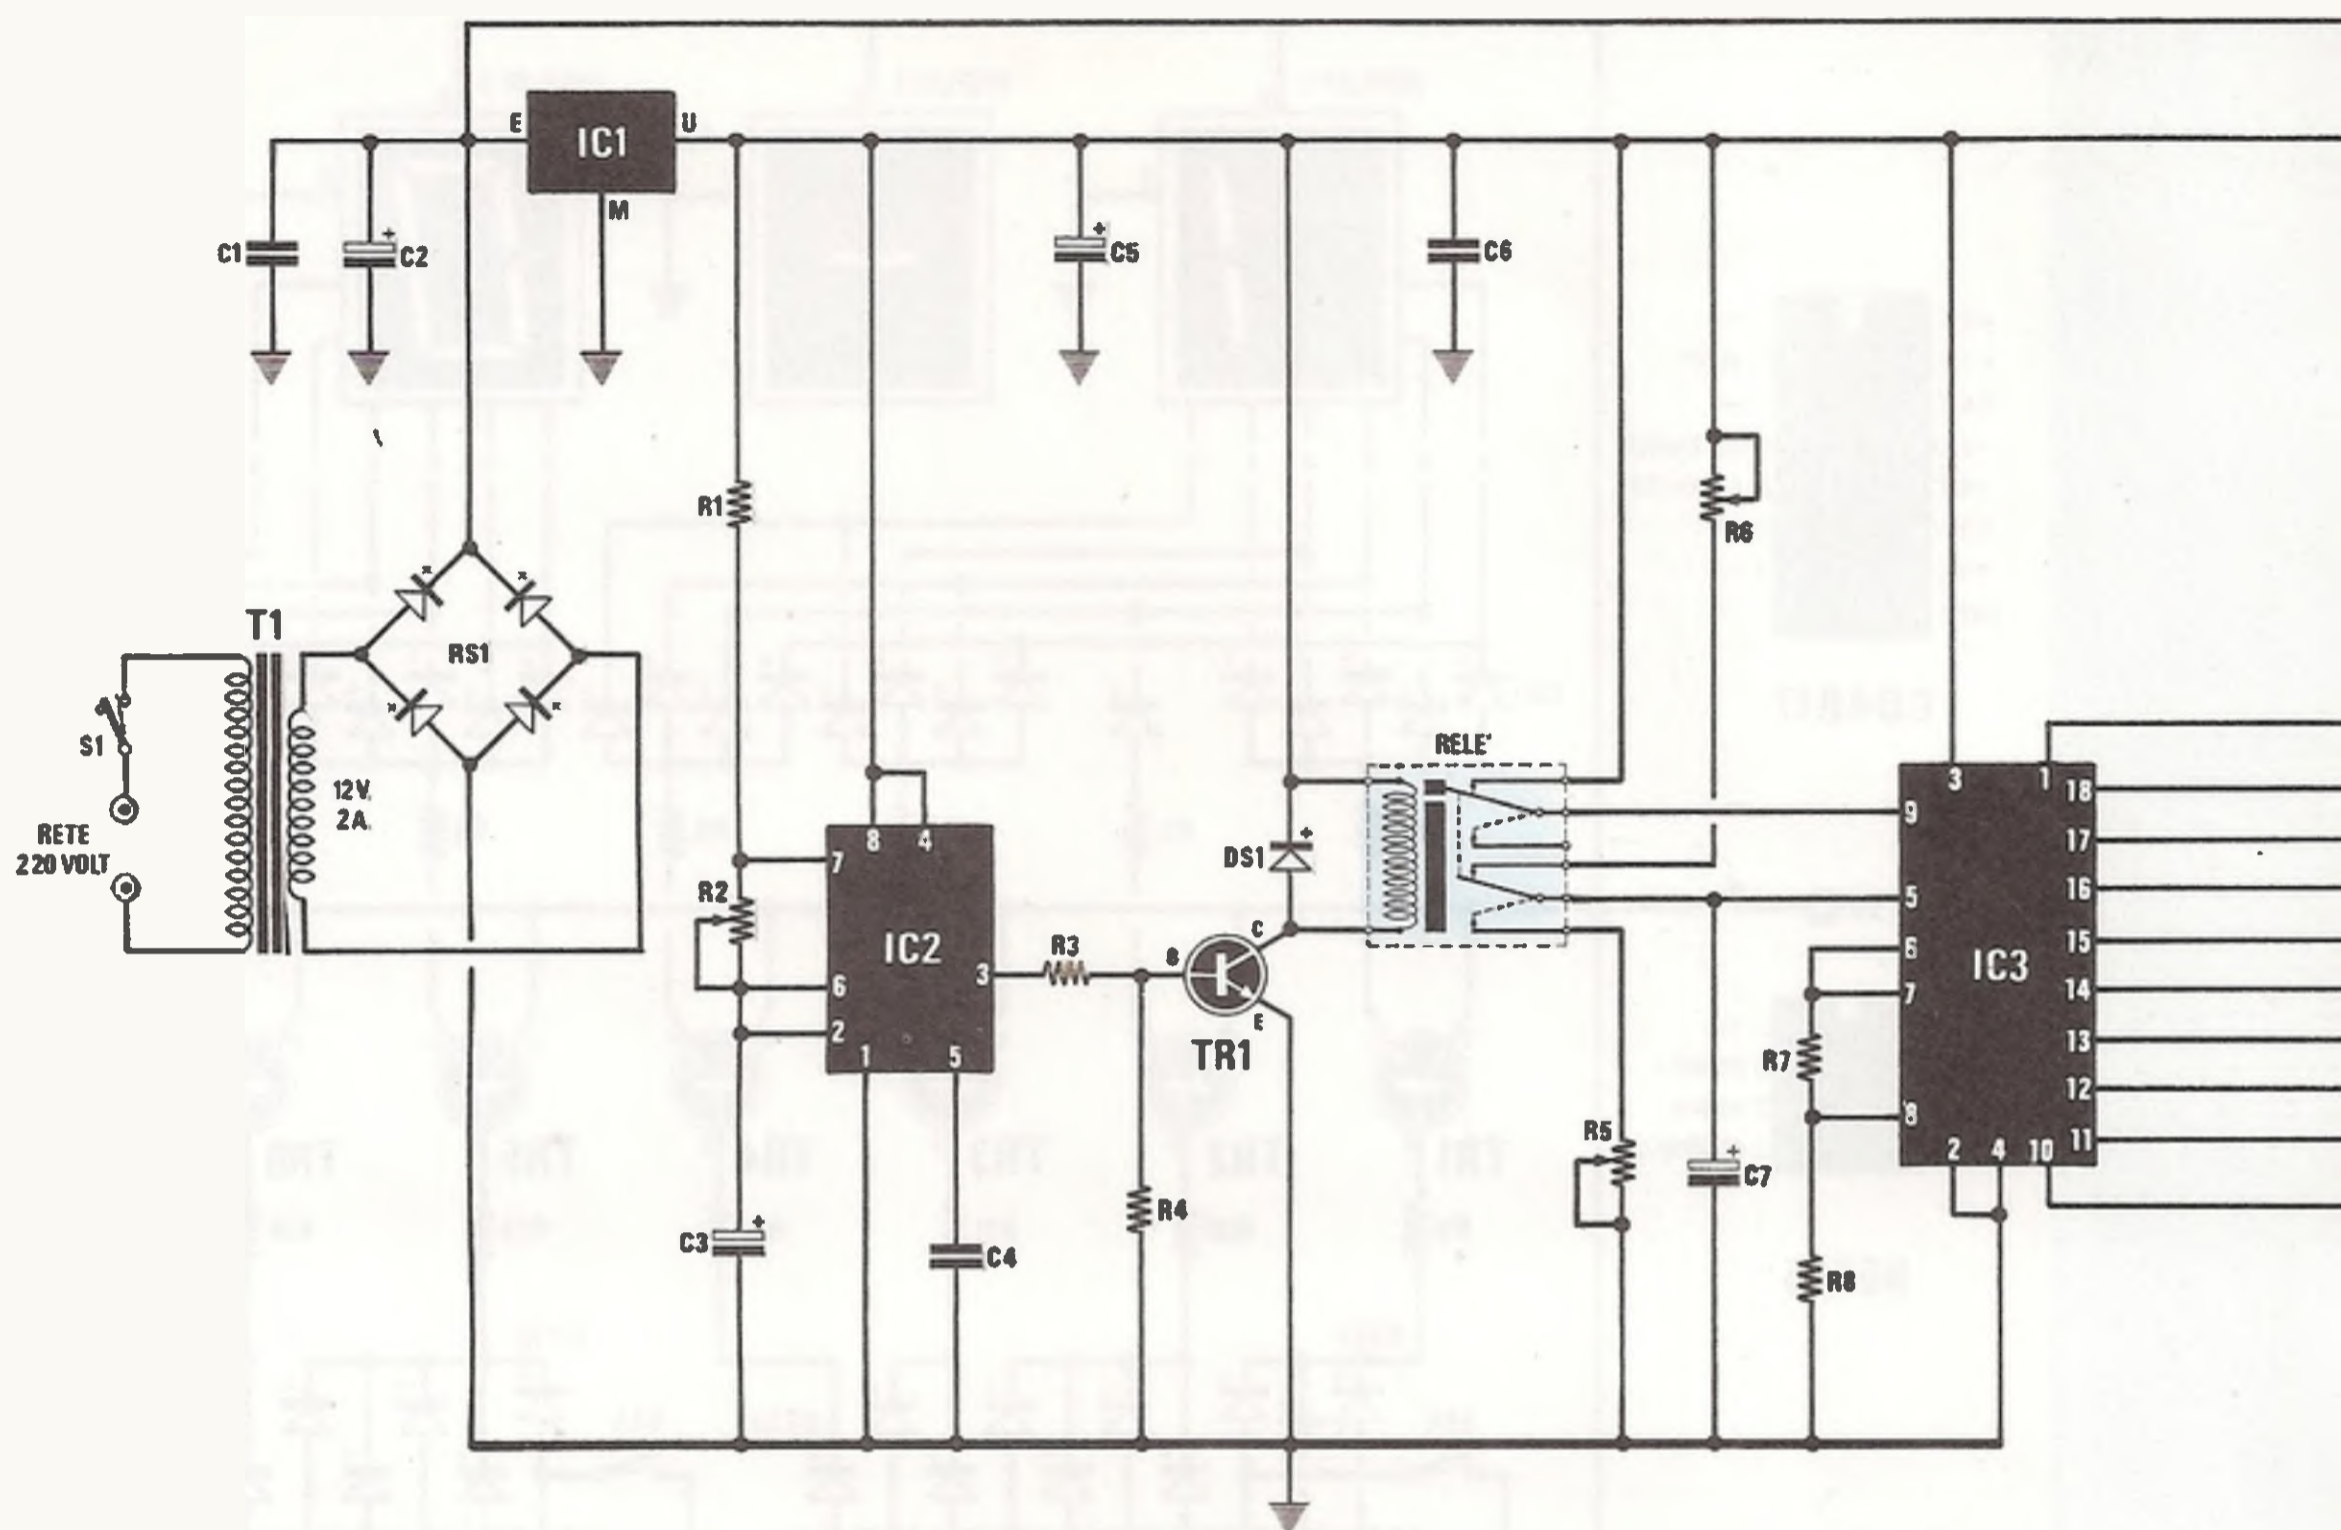 E
IC1
U
M
C1
+
C2
+
C5
C6
R1
R6
T1
RS1
S1
12V.
2A.
RETE
220 VOLT
RELE'
3
1
18
9
17
16
5
15
6
IC3
14
7
13
12
8
11
2
4
10
8
4
7
R2
IC2
6
3
2
1
5
R3
B
C
E
TR1
+
DS1
R7
R5
+
C7
R4
R8
+
C3
C4